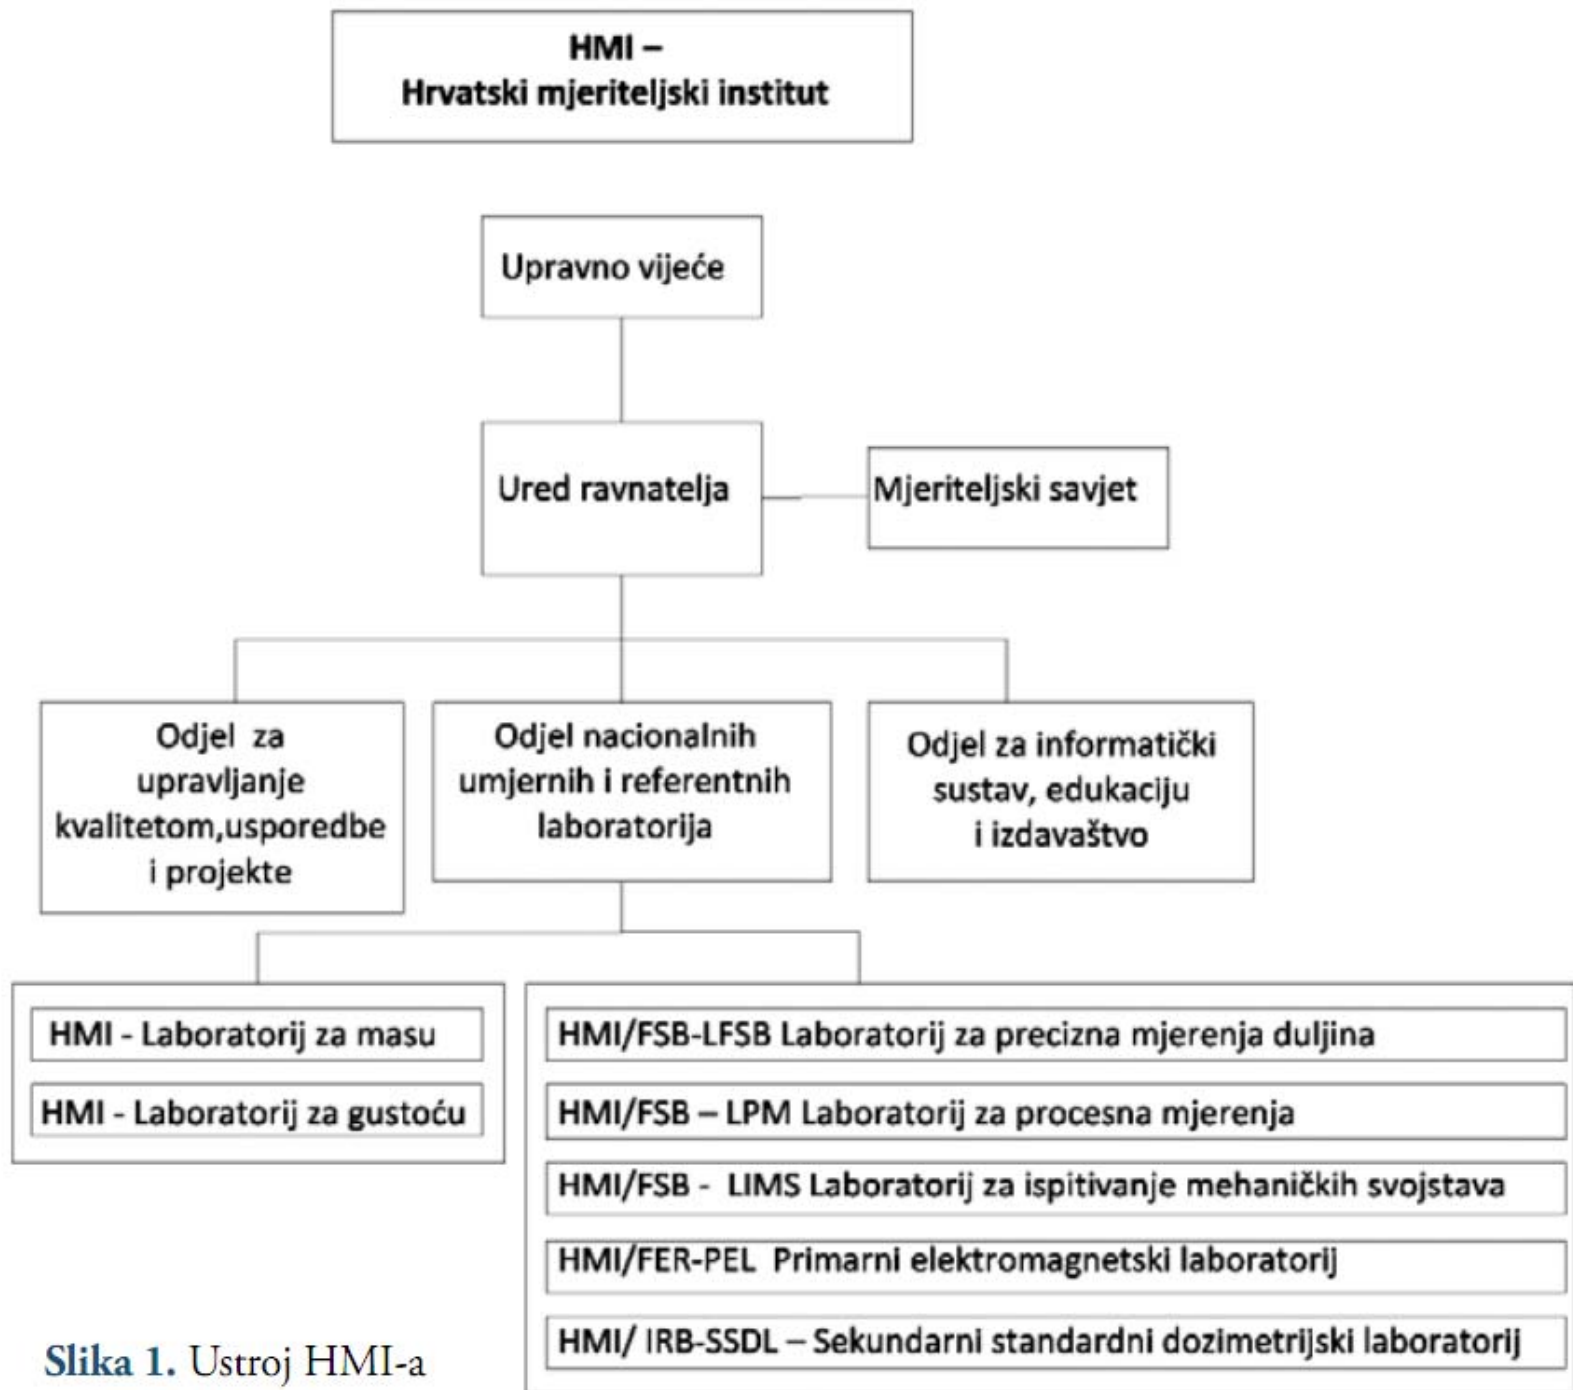 HMI –
Hrvatski mjeriteljski institut
Upravno vijeće
Ured ravnatelja
Mjeriteljski savjet
Odjel za
upravljanje
kvalitetom,usporedbe
i projekte
Odjel nacionalnih
umjernih i referentnih
laboratorija
Odjel za informatički
sustav, edukaciju
i izdavaštvo
HMI - Laboratorij za masu
HMI - Laboratorij za gustoću
HMI/FSB-LFSB Laboratorij za precizna mjerenja duljina
HMI/FSB – LPM Laboratorij za procesna mjerenja
HMI/FSB - LIMS Laboratorij za ispitivanje mehaničkih svojstava
HMI/FER-PEL Primarni elektromagnetski laboratorij
HMI/ IRB-SSDL – Sekundarni standardni dozimetrijski laboratorij
Slika 1. Ustroj HMI-a